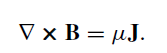 ∇ × B = μJ.